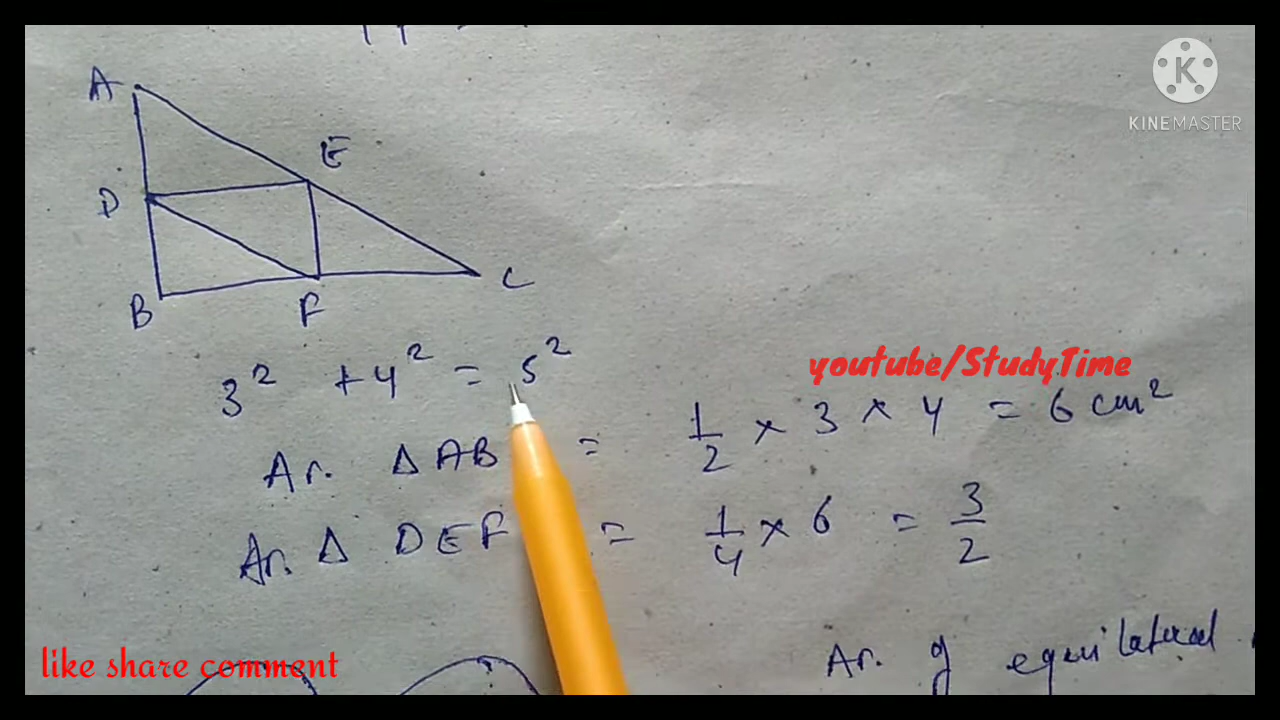 KINEMASTER
A
E
D
B
F
C
3² + 4² = 5²
youtube/StudyTime
Ar. Δ AB = 1/2 × 3 × 4 = 6 cm²
Ar. Δ DEF = 1/4 × 6 = 3/2
Ar. of equilateral
like share comment